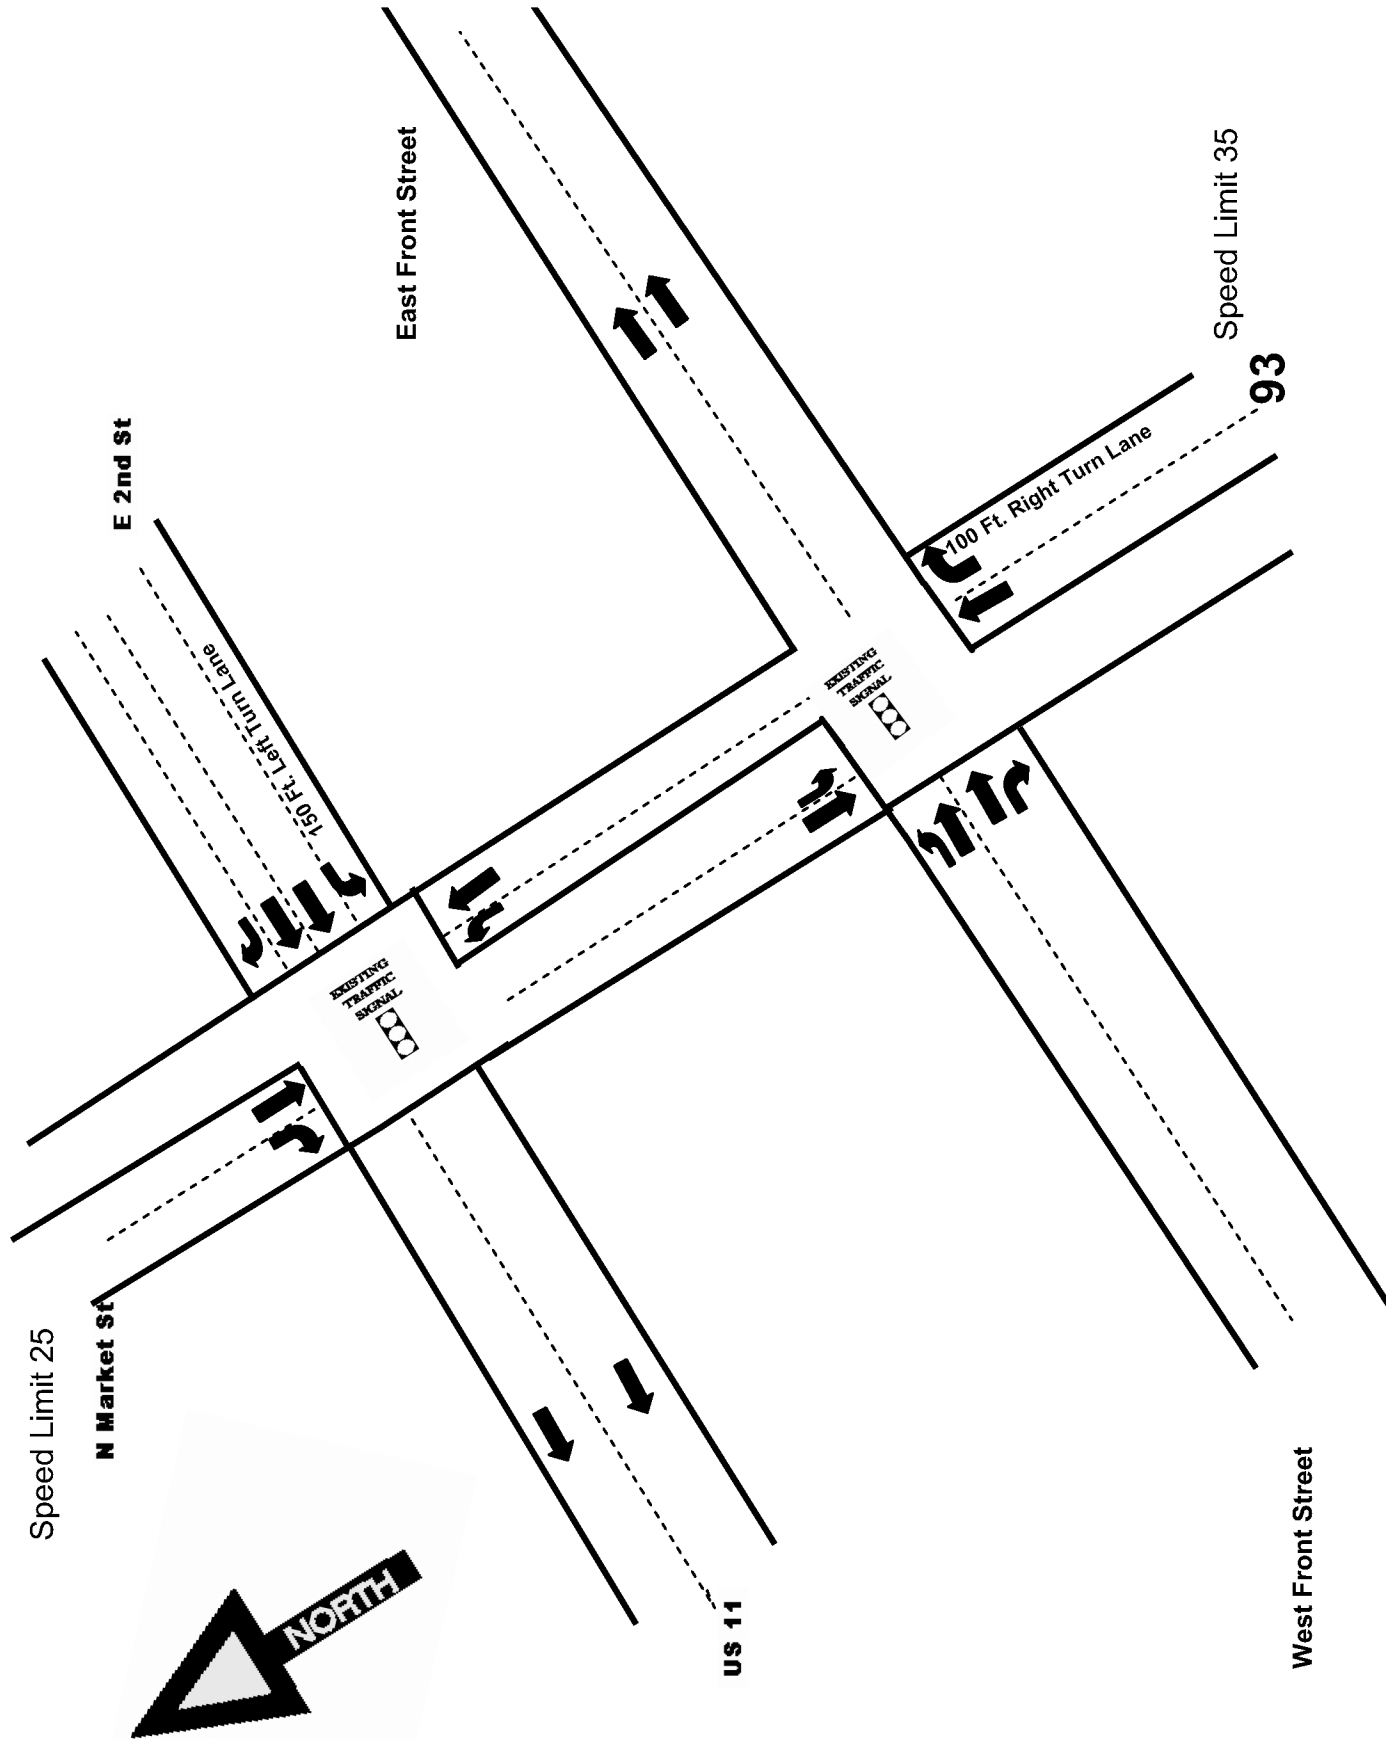 East Front Street
Speed Limit 35
93
100 Ft. Right Turn Lane
E 2nd St
150 Ft. Left Turn Lane
EXISTING
TRAFFIC
SIGNAL
EXISTING
TRAFFIC
SIGNAL
Speed Limit 25
N Market St
NORTH
US 11
West Front Street